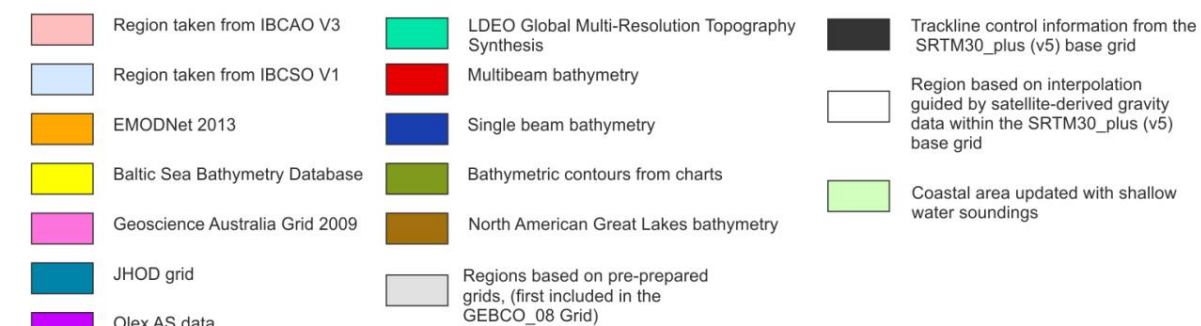 Region taken from IBCAO V3
Region taken from IBCSO V1
EMODNet 2013
Baltic Sea Bathymetry Database
Geoscience Australia Grid 2009
JHOD grid
Olex AS data
LDEO Global Multi-Resolution Topography
Synthesis
Multibeam bathymetry
Single beam bathymetry
Bathymetric contours from charts
North American Great Lakes bathymetry
Regions based on pre-prepared
grids, (first included in the
GEBCO_08 Grid)
Trackline control information from the
SRTM30_plus (v5) base grid
Region based on interpolation
guided by satellite-derived gravity
data within the SRTM30_plus (v5)
base grid
Coastal area updated with shallow
water soundings